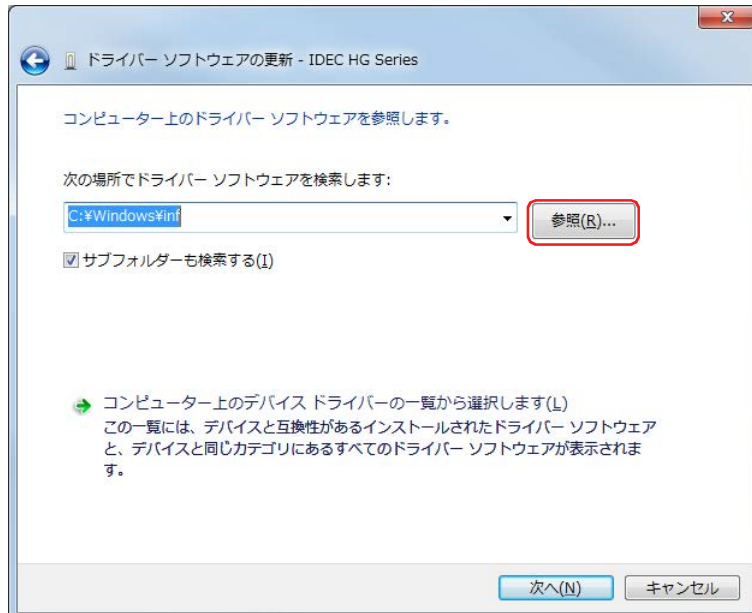 ドライバー ソフトウェアの更新 - IDEC HG Series
コンピューター上のドライバー ソフトウェアを参照します。
次の場所でドライバー ソフトウェアを検索します:
C:¥Windows¥inf
参照(R)...
サブフォルダーも検索する(I)
コンピューター上のデバイス ドライバーの一覧から選択します(L)
この一覧には、デバイスと互換性があるインストールされたドライバー ソフトウェア
と、デバイスと同じカテゴリにあるすべてのドライバー ソフトウェアが表示されま
す。
次へ(N)
キャンセル